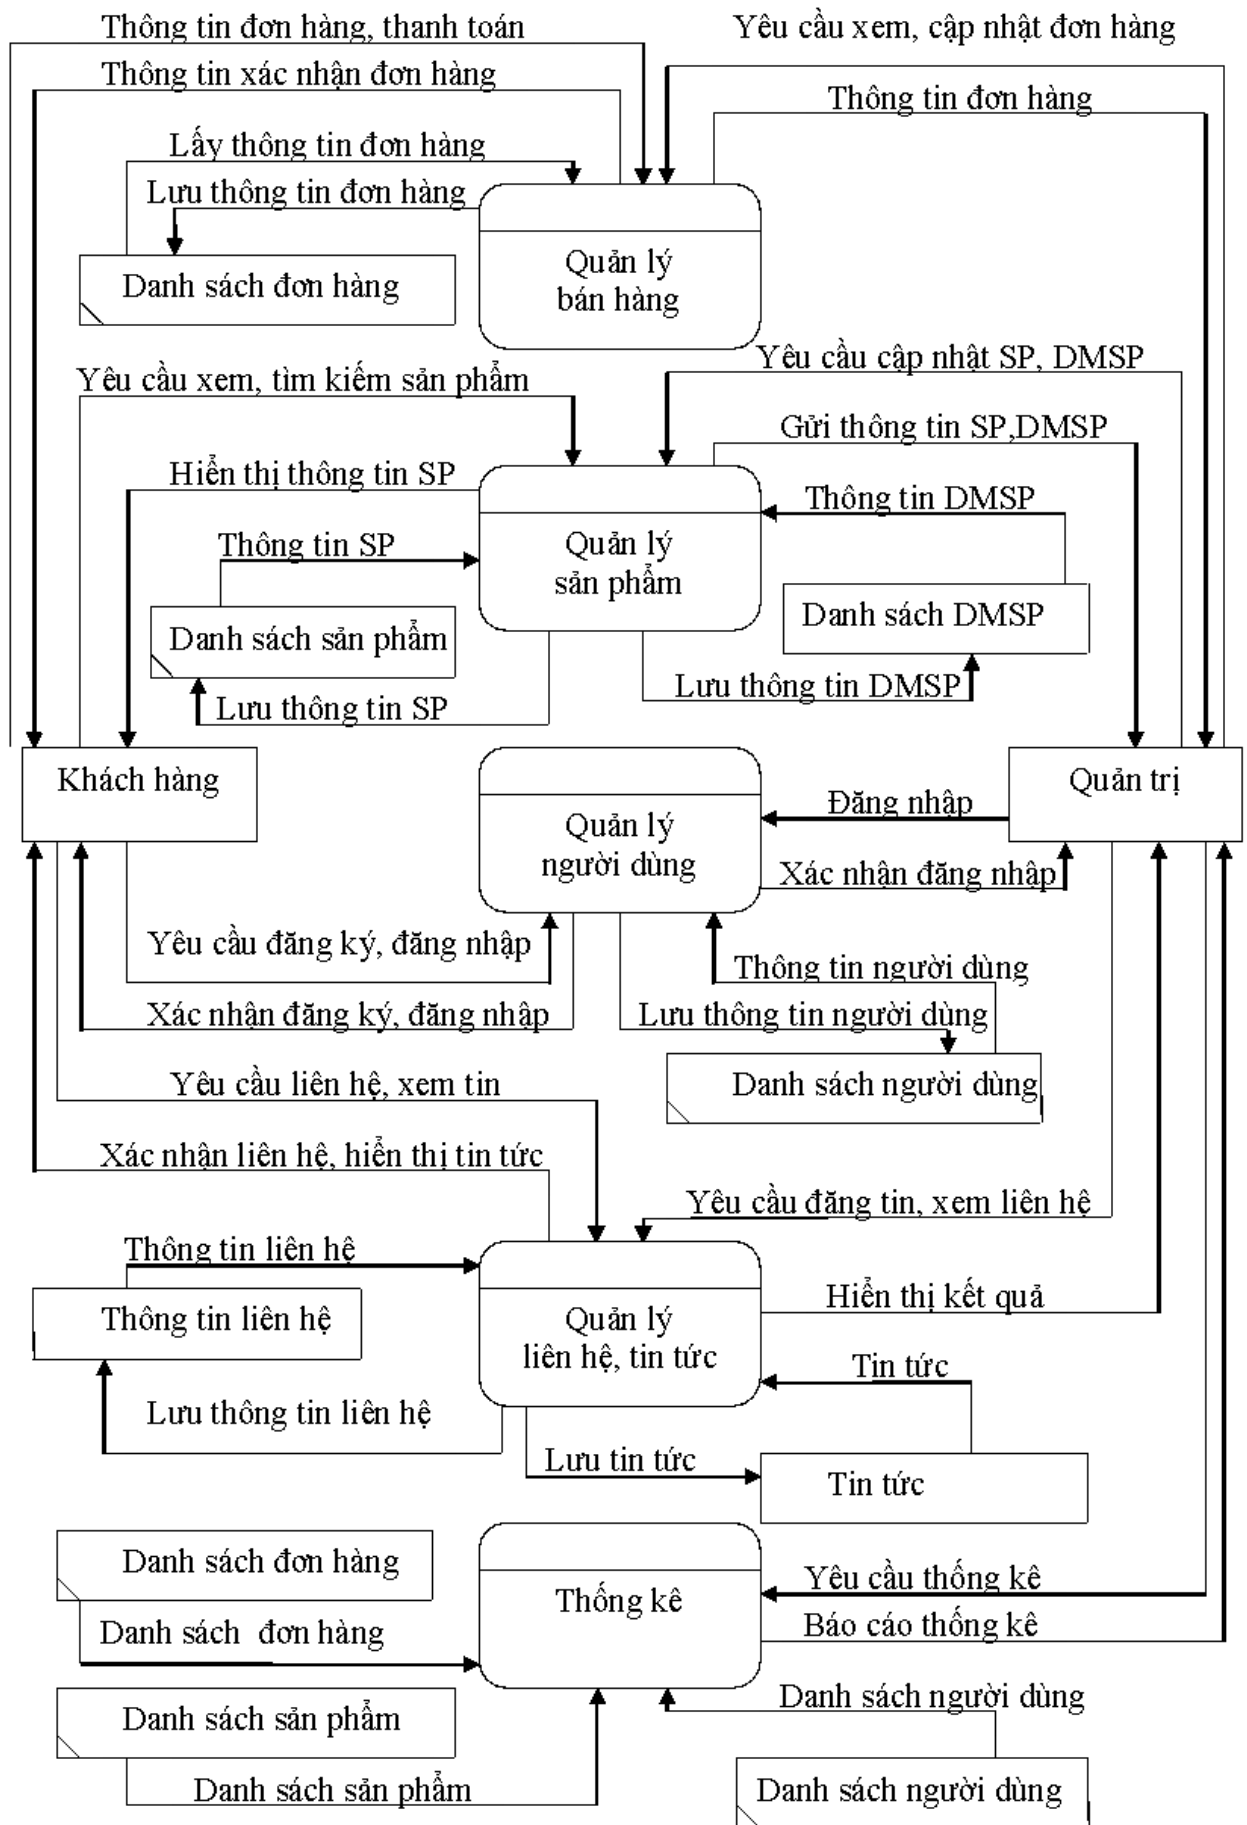 Thông tin đơn hàng, thanh toán
Yêu cầu xem, cập nhật đơn hàng
Thông tin xác nhận đơn hàng
Thông tin đơn hàng
Lấy thông tin đơn hàng
Lưu thông tin đơn hàng
Danh sách đơn hàng
Quản lý
bán hàng
Yêu cầu cập nhật SP, DMSP
Yêu cầu xem, tìm kiếm sản phẩm
Gửi thông tin SP,DMSP
Hiển thị thông tin SP
Thông tin DMSP
Thông tin SP
Quản lý
sản phẩm
Danh sách sản phẩm
Danh sách DMSP
Lưu thông tin DMSP
Lưu thông tin SP
Khách hàng
Quản trị
Đăng nhập
Quản lý
người dùng
Xác nhận đăng nhập
Yêu cầu đăng ký, đăng nhập
Thông tin người dùng
Xác nhận đăng ký, đăng nhập
Lưu thông tin người dùng
Yêu cầu liên hệ, xem tin
Danh sách người dùng
Xác nhận liên hệ, hiển thị tin tức
Yêu cầu đăng tin, xem liên hệ
Thông tin liên hệ
Thông tin liên hệ
Quản lý
liên hệ, tin tức
Hiển thị kết quả
Tin tức
Lưu thông tin liên hệ
Lưu tin tức
Tin tức
Danh sách đơn hàng
Thống kê
Yêu cầu thống kê
Danh sách đơn hàng
Báo cáo thống kê
Danh sách sản phẩm
Danh sách người dùng
Danh sách sản phẩm
Danh sách người dùng